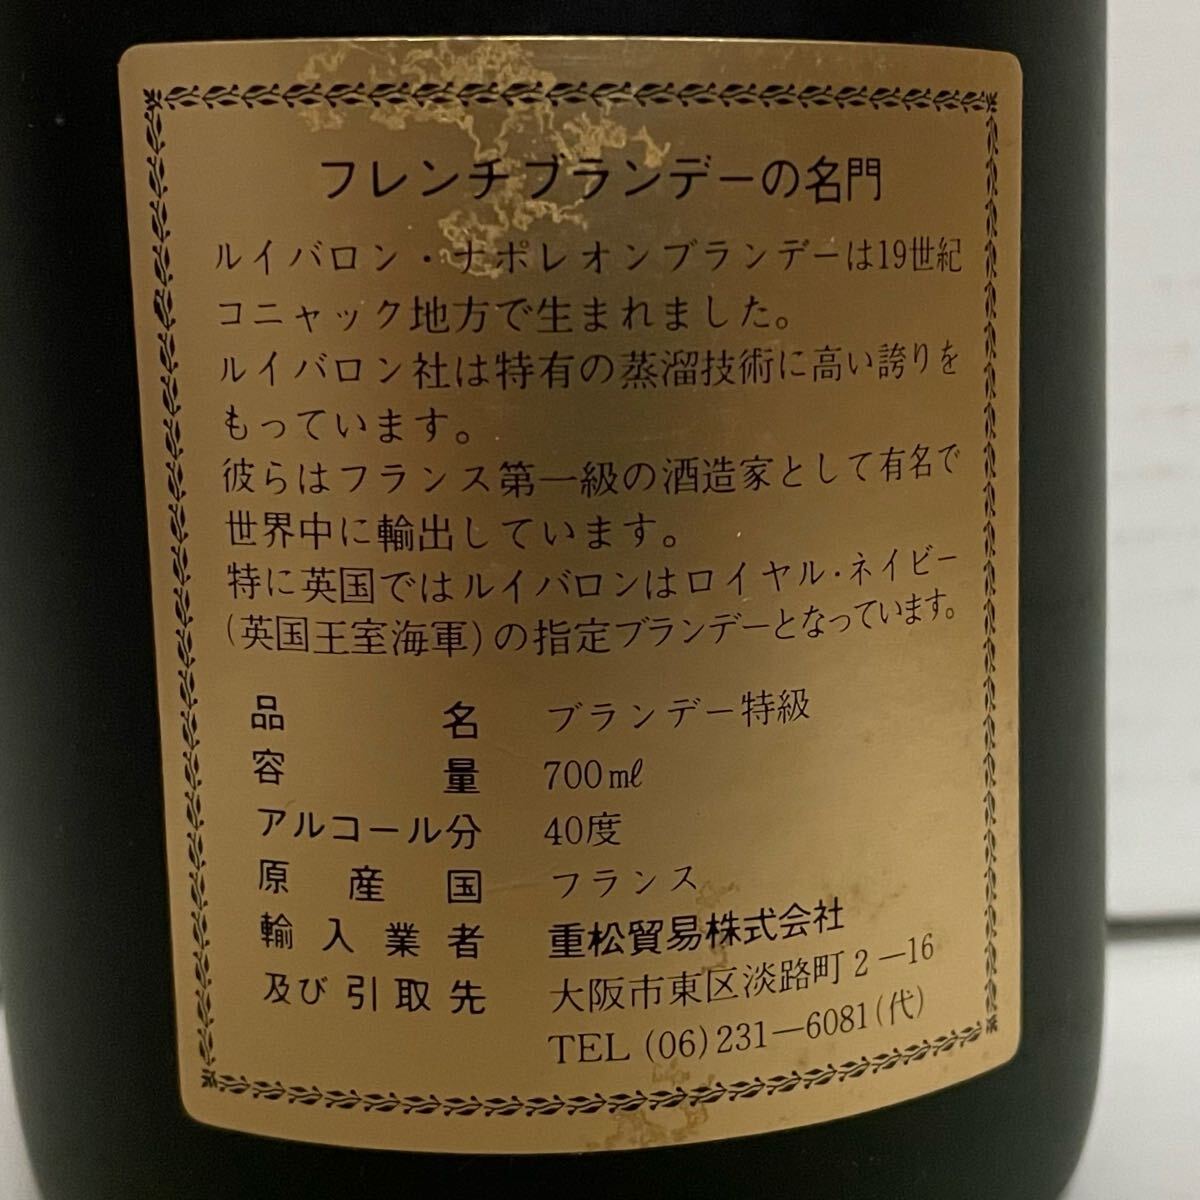 フレンチブランデーの名門
ルイバロン・ナポレオンブランデーは19世紀
コニャック地方で生まれました。
ルイバロン社は特有の蒸溜技術に高い誇りを
もっています。
彼らはフランス第一級の酒造家として有名で
世界中に輸出しています。
特に英国ではルイバロンはロイヤル・ネイビー
(英国王室海軍)の指定ブランデーとなっています。
品名 ブランデー特級
容量 700mℓ
アルコール分 40度
原産国 フランス
輸入業者 重松貿易株式会社
及び引取先 大阪市東区淡路町2―16
TEL (06)231―6081(代)